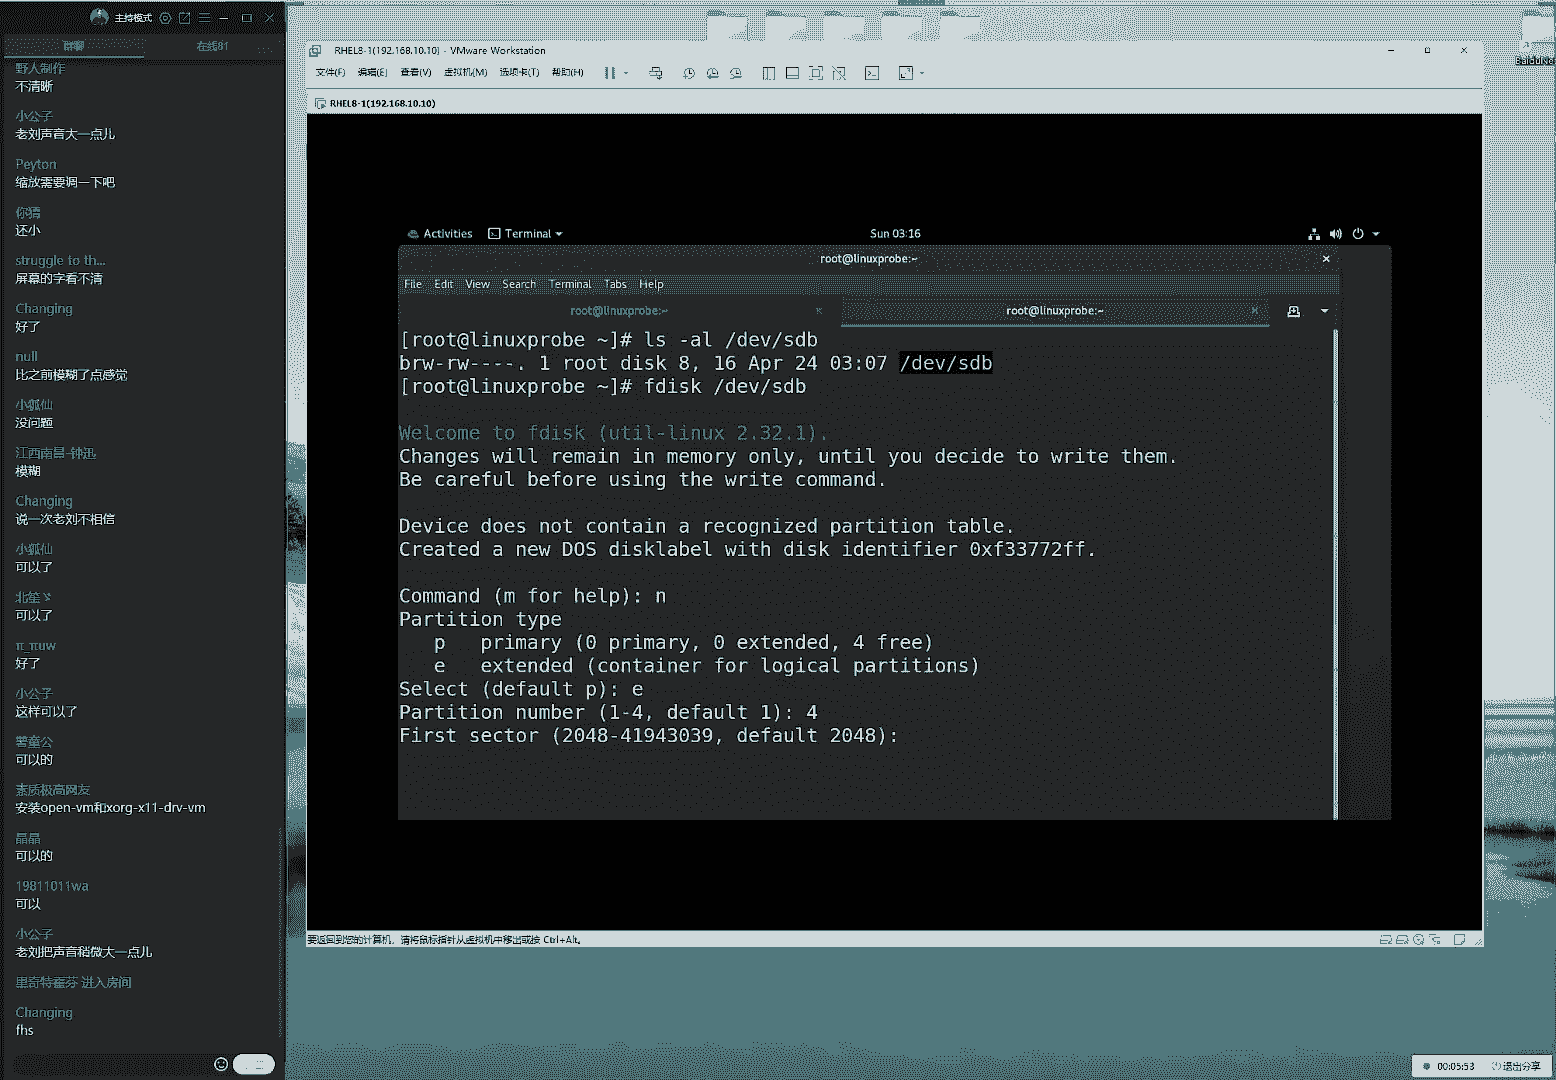 主持模式
在线81
野人制作
不清晰
小公子
老刘声音大一点儿
Peyton
缩放需要调一下吧
你猜
还小
struggle to th...
屏幕的字看不清
Changing
好了
null
比之前模糊了点感觉
小狐仙
没问题
江西南昌-钟迅
模糊
Changing
说一次老刘不相信
小狐仙
可以了
北笙ゞ
可以了
π_πuw
好了
小公子
这样可以了
薯童公
可以的
素质极高网友
安装open-vm和xorg-x11-drv-vm
晶晶
可以的
19811011wa
可以
小公子
老刘把声音稍微大一点儿
进入房间
Changing
fhs
RHEL8-1(192.168.10.10) - VMware Workstation
文件(F) 编辑(E) 查看(V) 虚拟机(M) 选项卡(T) 帮助(H)
RHEL8-1(192.168.10.10)
Activities Terminal Sun 03:16
root@linuxprobe:~
File Edit View Search Terminal Tabs Help
root@linuxprobe:~ root@linuxprobe:~
[root@linuxprobe ~]# ls -al /dev/sdb
brw-rw----. 1 root disk 8, 16 Apr 24 03:07 /dev/sdb
[root@linuxprobe ~]# fdisk /dev/sdb
Welcome to fdisk (util-linux 2.32.1).
Changes will remain in memory only, until you decide to write them.
Be careful before using the write command.
Device does not contain a recognized partition table.
Created a new DOS disklabel with disk identifier 0xf33772ff.
Command (m for help): n
Partition type
p primary (0 primary, 0 extended, 4 free)
e extended (container for logical partitions)
Select (default p): e
Partition number (1-4, default 1): 4
First sector (2048-41943039, default 2048):
要返回到您的计算机，请将鼠标指针从虚拟机中移出或按 Ctrl+Alt。
BaiduNe
00:05:53 退出分享